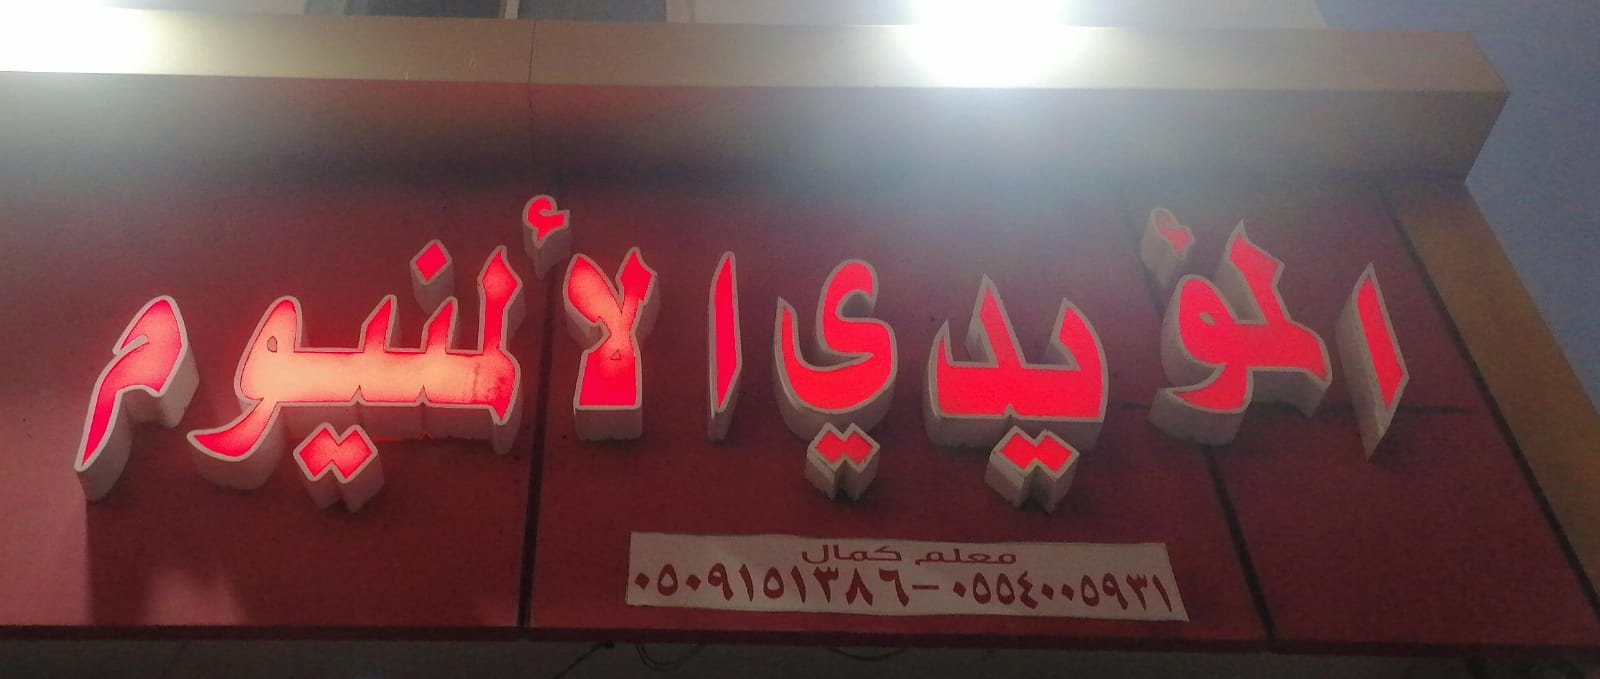 المؤيدي الألمنيوم
معلم كمال
٠٥٠٩١٥١٣٨٦-٠٥٥٤٠٠٥٩٣١